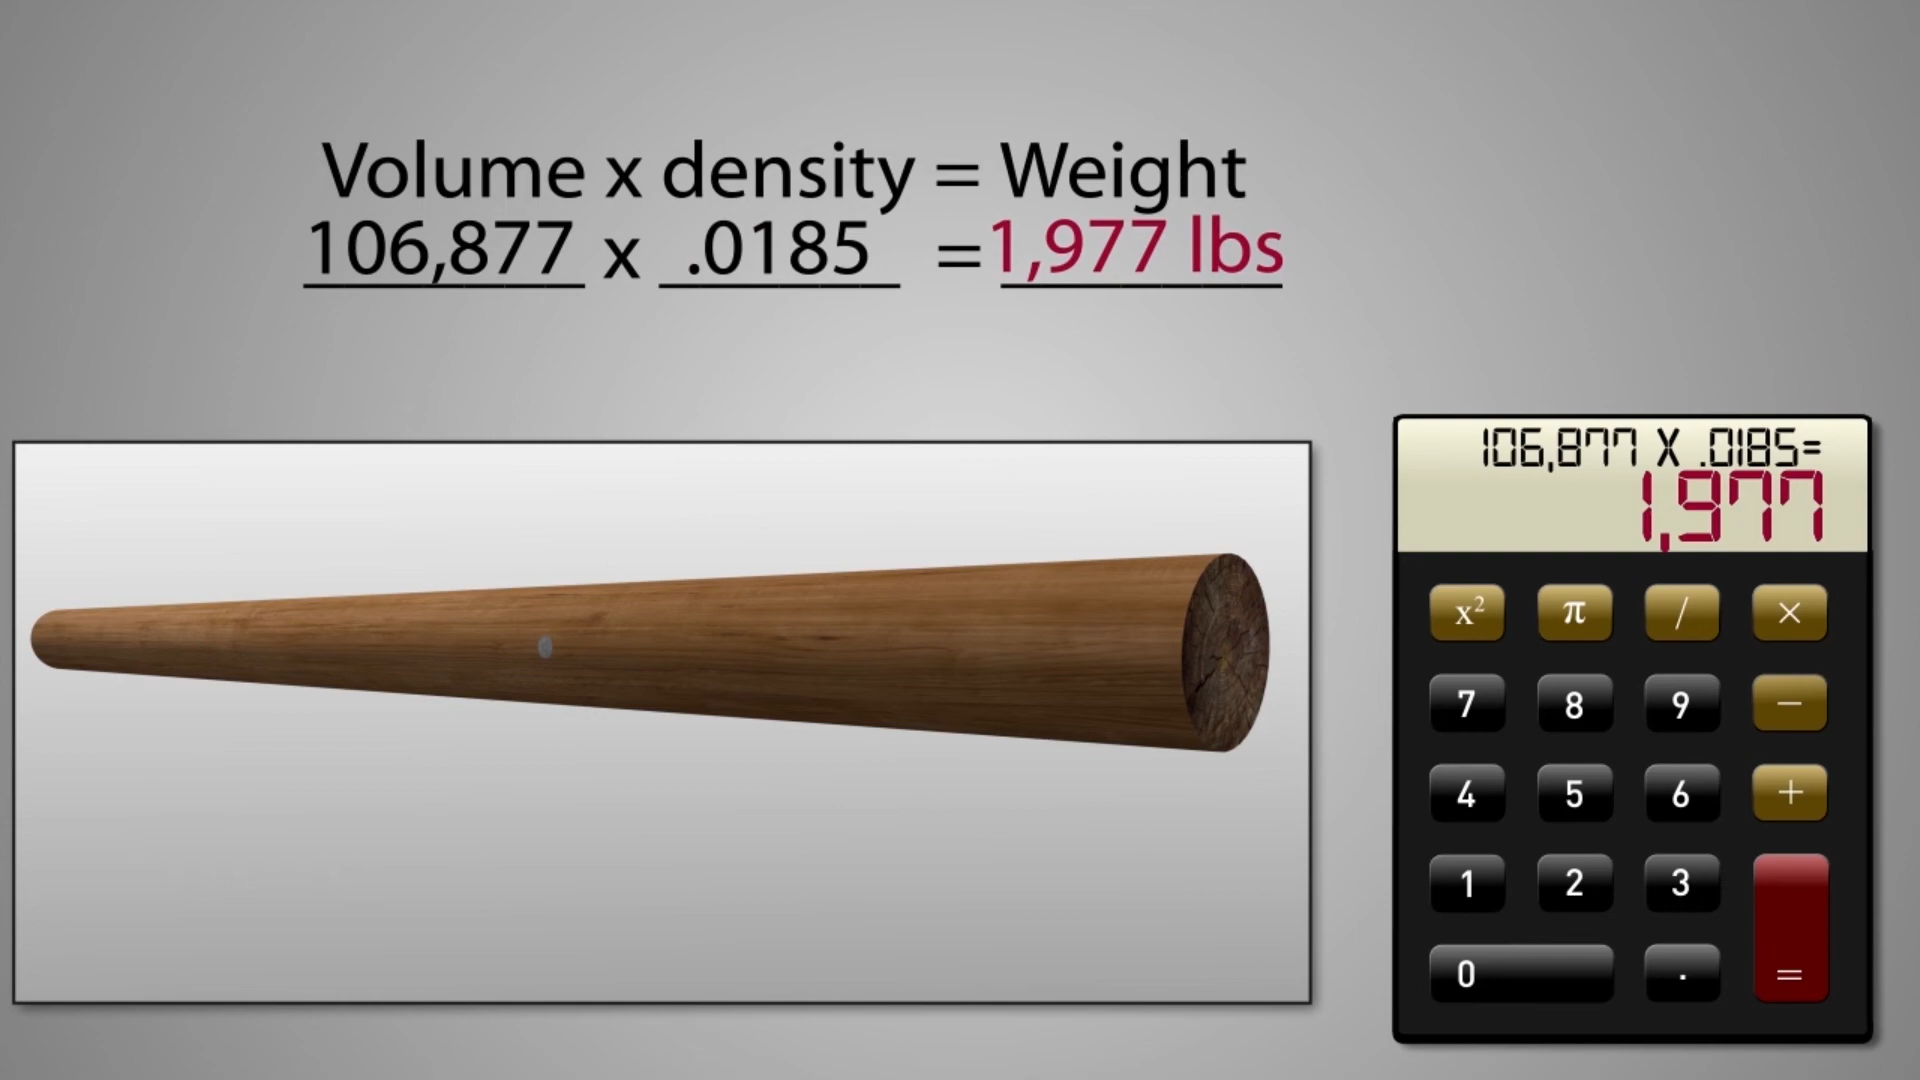 Volume x density = Weight
106,877 x .0185 = 1,977 lbs
106,877 X .0185=
1,977
x² π / ×
7 8 9 −
4 5 6 +
1 2 3
0 . =